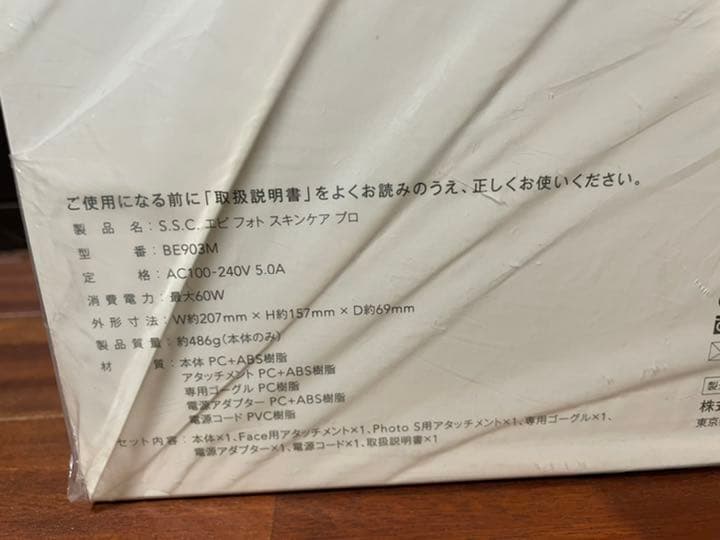 ご使用になる前に「取扱説明書」をよくお読みのうえ、正しくお使いください。
製品名：S.S.C. エピ フォト スキンケア プロ
型番：BE903M
定格：AC100-240V 5.0A
消費電力：最大60W
外形寸法：W約207mm×H約157mm×D約69mm
製品質量：約486g(本体のみ)
材質：本体 PC+ABS樹脂
アタッチメント PC+ABS樹脂
専用ゴーグル PC樹脂
電源アダプター PC+ABS樹脂
電源コード PVC樹脂
セット内容：本体×1、Face用アタッチメント×1、Photo S用アタッチメント×1、専用ゴーグル×1、
電源アダプター×1、電源コード×1、取扱説明書×1
製
株式
東京